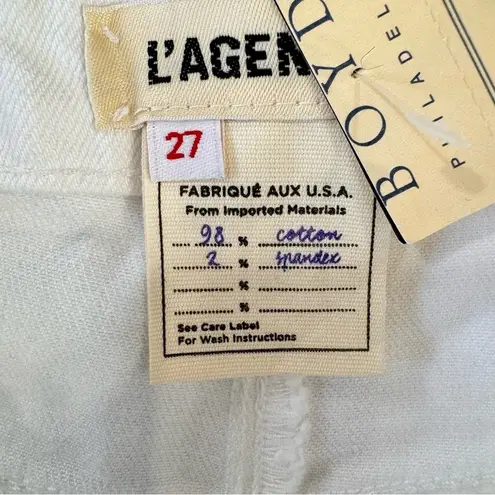 L'AGEN
BOYD
PHILADEL
27
FABRIQUÉ AUX U.S.A.
From Imported Materials
98 % cotton
2 % spandex
%
%
See Care Label
For Wash Instructions